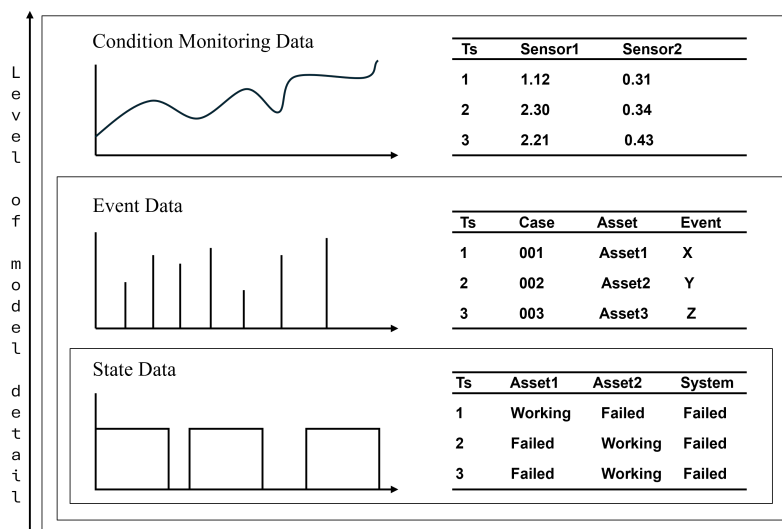 Level of model detail
Condition Monitoring Data
Ts Sensor1 Sensor2
1 1.12 0.31
2 2.30 0.34
3 2.21 0.43
Event Data
Ts Case Asset Event
1 001 Asset1 X
2 002 Asset2 Y
3 003 Asset3 Z
State Data
Ts Asset1 Asset2 System
1 Working Failed Failed
2 Failed Working Failed
3 Failed Working Failed